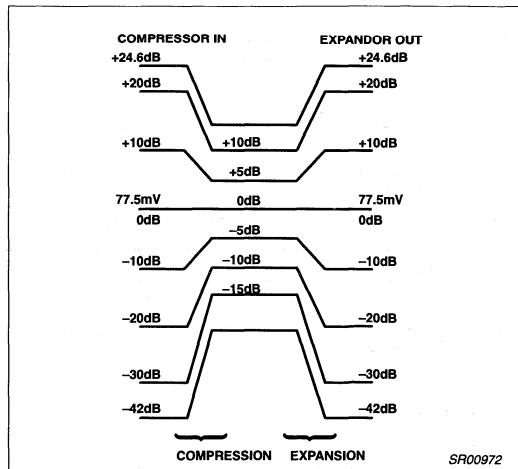 COMPRESSOR IN EXPANDOR OUT
+24.6dB +24.6dB
+20dB +20dB
+10dB +10dB +10dB
+5dB
77.5mV 0dB 77.5mV
0dB 0dB
–5dB
–10dB –10dB –10dB
–15dB
–20dB –20dB
–30dB –30dB
–42dB –42dB
COMPRESSION EXPANSION
SR00972